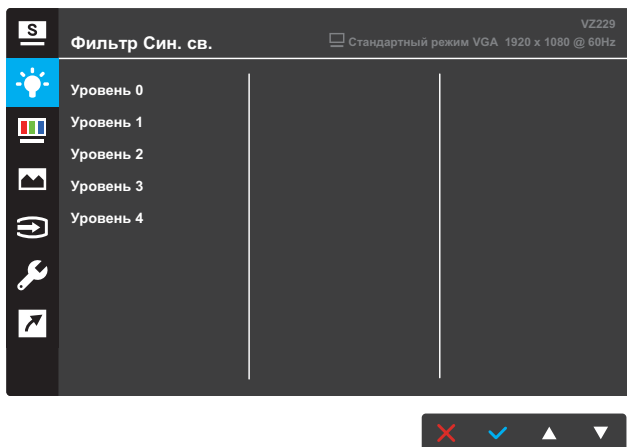 S
VZ229
Фильтр Син. св.
Стандартный режим VGA 1920 x 1080 @ 60Hz
Уровень 0
Уровень 1
Уровень 2
Уровень 3
Уровень 4